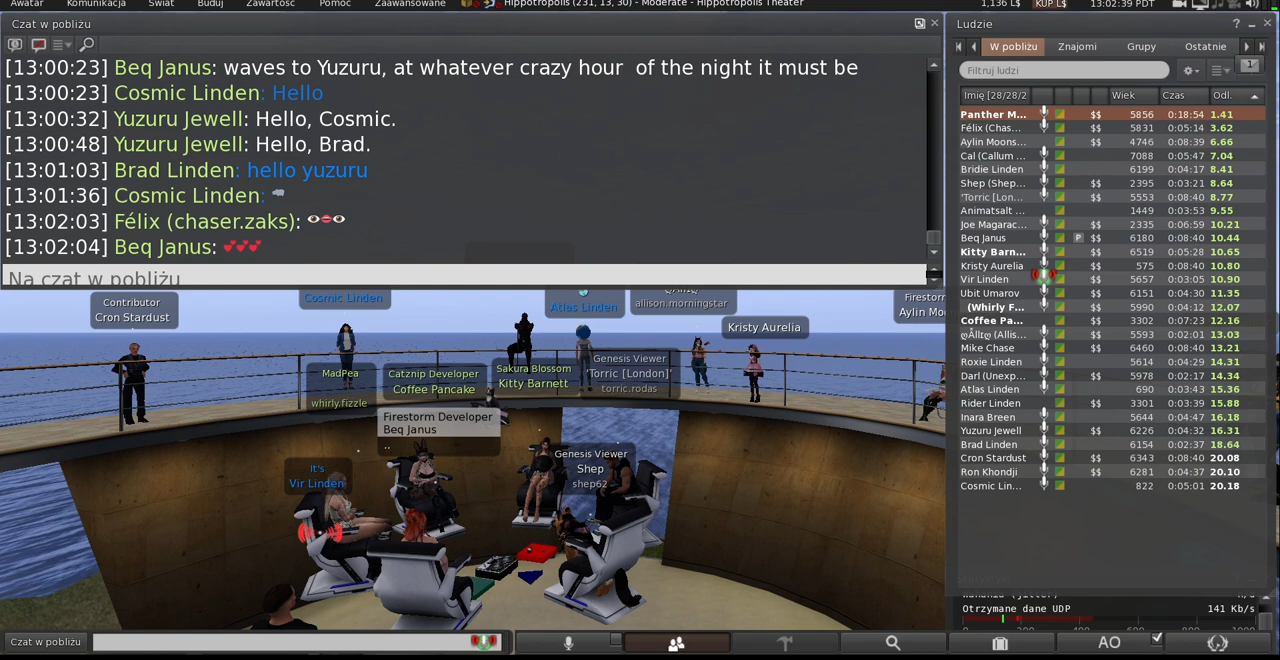 Awatar Komunikacja Świat Buduj Zawartość Pomoc Zaawansowane Hippotropolis (231, 13, 30) - Moderate - Hippotropolis Theater 1,136 L$ KUP L$ 13:02:39 PDT
Czat w pobliżu
[13:00:23] Beq Janus: waves to Yuzuru, at whatever crazy hour of the night it must be
[13:00:23] Cosmic Linden: Hello
[13:00:32] Yuzuru Jewell: Hello, Cosmic.
[13:00:48] Yuzuru Jewell: Hello, Brad.
[13:01:03] Brad Linden: hello yuzuru
[13:01:36] Cosmic Linden: 🦛
[13:02:03] Félix (chaser.zaks): 👁👄👁
[13:02:04] Beq Janus: 💕💕💕
Na czat w pobliżu
Contributor
Cron Stardust
Cosmic Linden
Atlas Linden
allison.morningstar
Kristy Aurelia
Firestorm
Aylin Mo
MadPea
whirly.fizzle
Catznip Developer
Coffee Pancake
Sakura Blossom
Kitty Barnett
Genesis Viewer
'Torric [London]'
torric.rodas
Firestorm Developer
Beq Janus
..
Genesis Viewer
Shep
shep62
It's
Vir Linden
Czat w pobliżu
AO
Ludzie
W pobliżu Znajomi Grupy Ostatnie
Filtruj ludzi
1
Imię [28/28/2 Wiek Czas Odl.
Panther M... $$ 5856 0:18:54 1.41
Félix (Chas... $$ 5831 0:05:14 3.62
Aylin Moons... $$ 4746 0:08:39 6.66
Cal (Callum ... 7088 0:05:47 7.04
Bridie Linden 6199 0:04:17 8.41
Shep (Shep... $$ 2395 0:03:21 8.64
'Torric [Lon... $$ 5553 0:08:40 8.77
Animatsalt ... 1449 0:03:53 9.55
Joe Magarac... $$ 2335 0:06:59 10.21
Beq Janus P $$ 6180 0:08:40 10.44
Kitty Barn... $$ 6519 0:05:28 10.65
Kristy Aurelia $$ 575 0:08:40 10.80
Vir Linden $$ 5657 0:03:05 10.90
Ubit Umarov $$ 6151 0:04:30 11.35
(Whirly F... $$ 5990 0:04:12 12.07
Coffee Pa... $$ 3302 0:07:23 12.16
(Allis... $$ 5593 0:02:01 13.03
Mike Chase $$ 6460 0:08:40 13.21
Roxie Linden 5614 0:04:29 14.31
Darl (Unexp... $$ 5978 0:02:17 14.34
Atlas Linden 690 0:03:43 15.36
Rider Linden $$ 3301 0:03:39 15.88
Inara Breen 5644 0:04:47 16.18
Yuzuru Jewell $$ 6226 0:04:32 16.31
Brad Linden 6154 0:02:37 18.64
Cron Stardust $$ 6343 0:08:40 20.08
Ron Khondji $$ 6281 0:04:37 20.10
Cosmic Lin... 822 0:05:01 20.18
Otrzymane dane UDP 141 Kb/s